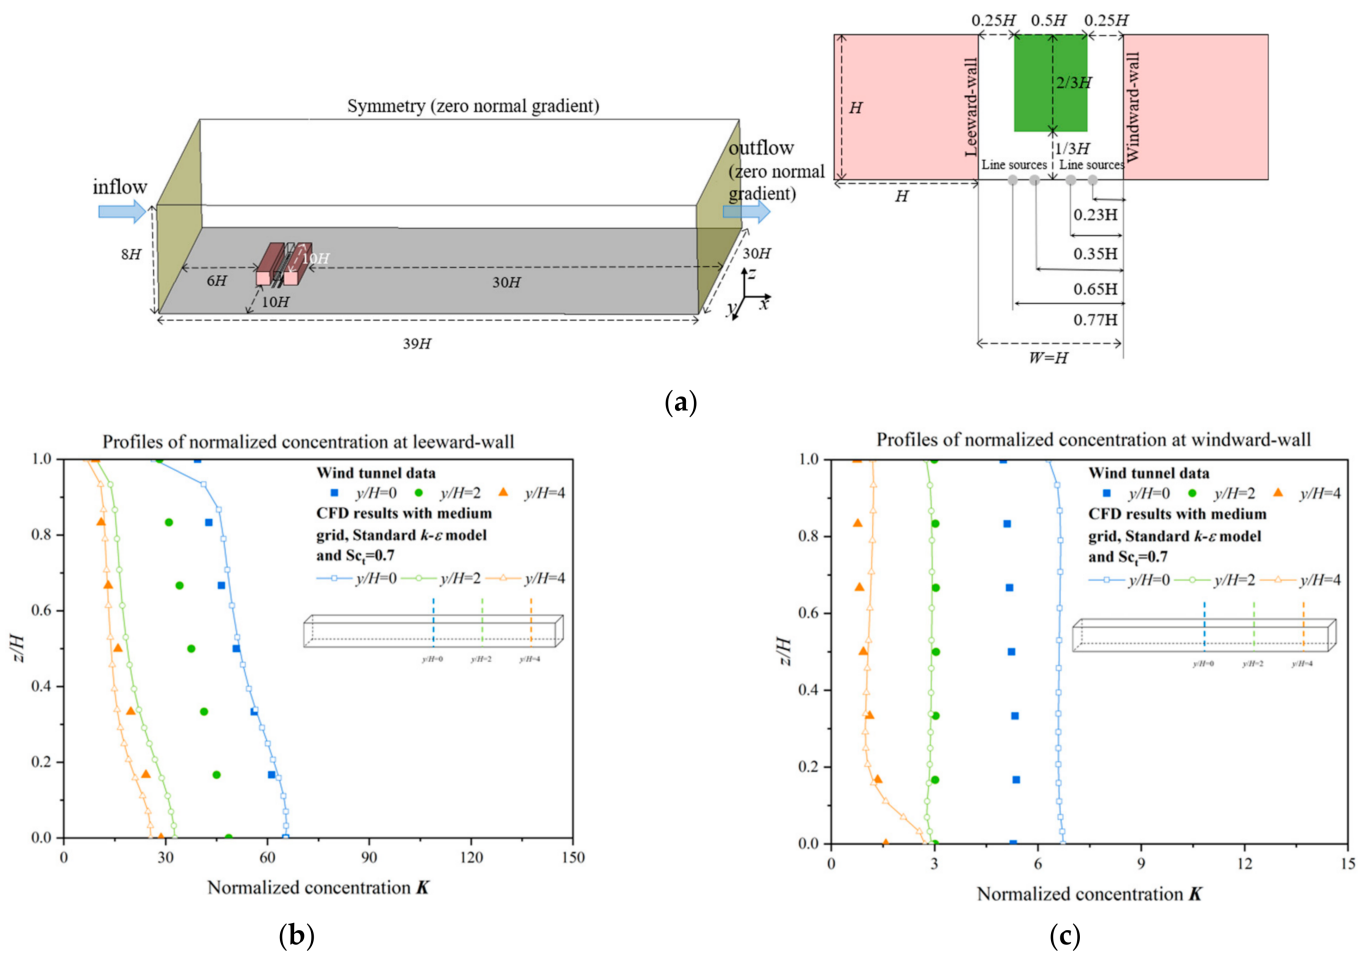 0.25H 0.5H 0.25H
Symmetry (zero normal gradient)
inflow
outflow
(zero normal
gradient)
8H
6H
10H
10H
30H
30H
39H
z
y
x
H
Leeward-wall
2/3H
1/3H
Windward-wall
Line sources
Line sources
H
0.23H
0.35H
0.65H
0.77H
W=H
(a)
Profiles of normalized concentration at leeward-wall
Wind tunnel data
y/H=0 y/H=2 y/H=4
CFD results with medium
grid, Standard k-ε model
and Sct=0.7
y/H=0 y/H=2 y/H=4
y/H=0 y/H=2 y/H=4
z/H
1.0
0.8
0.6
0.4
0.2
0.0
0 30 60 90 120 150
Normalized concentration K
(b)
Profiles of normalized concentration at windward-wall
Wind tunnel data
y/H=0 y/H=2 y/H=4
CFD results with medium
grid, Standard k-ε model
and Sct=0.7
y/H=0 y/H=2 y/H=4
y/H=0 y/H=2 y/H=4
z/H
1.0
0.8
0.6
0.4
0.2
0.0
0 3 6 9 12 15
Normalized concentration K
(c)